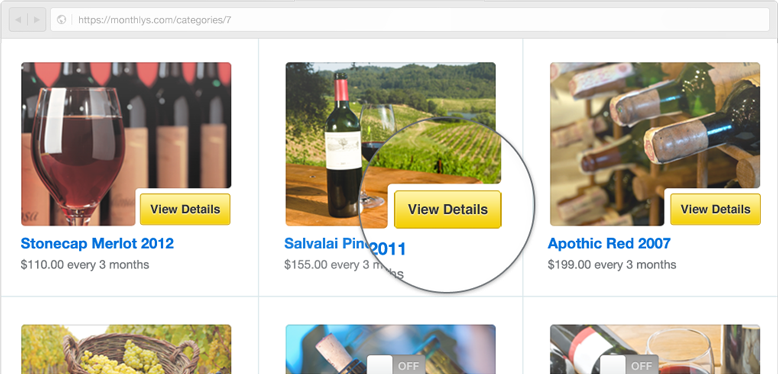 https://monthlys.com/categories/7
View Details
View Details
View Details
Stonecap Merlot 2012
Salvalai 2011
Apothic Red 2007
$110.00 every 3 months
$155.00 every 3
$199.00 every 3 months
OFF
OFF